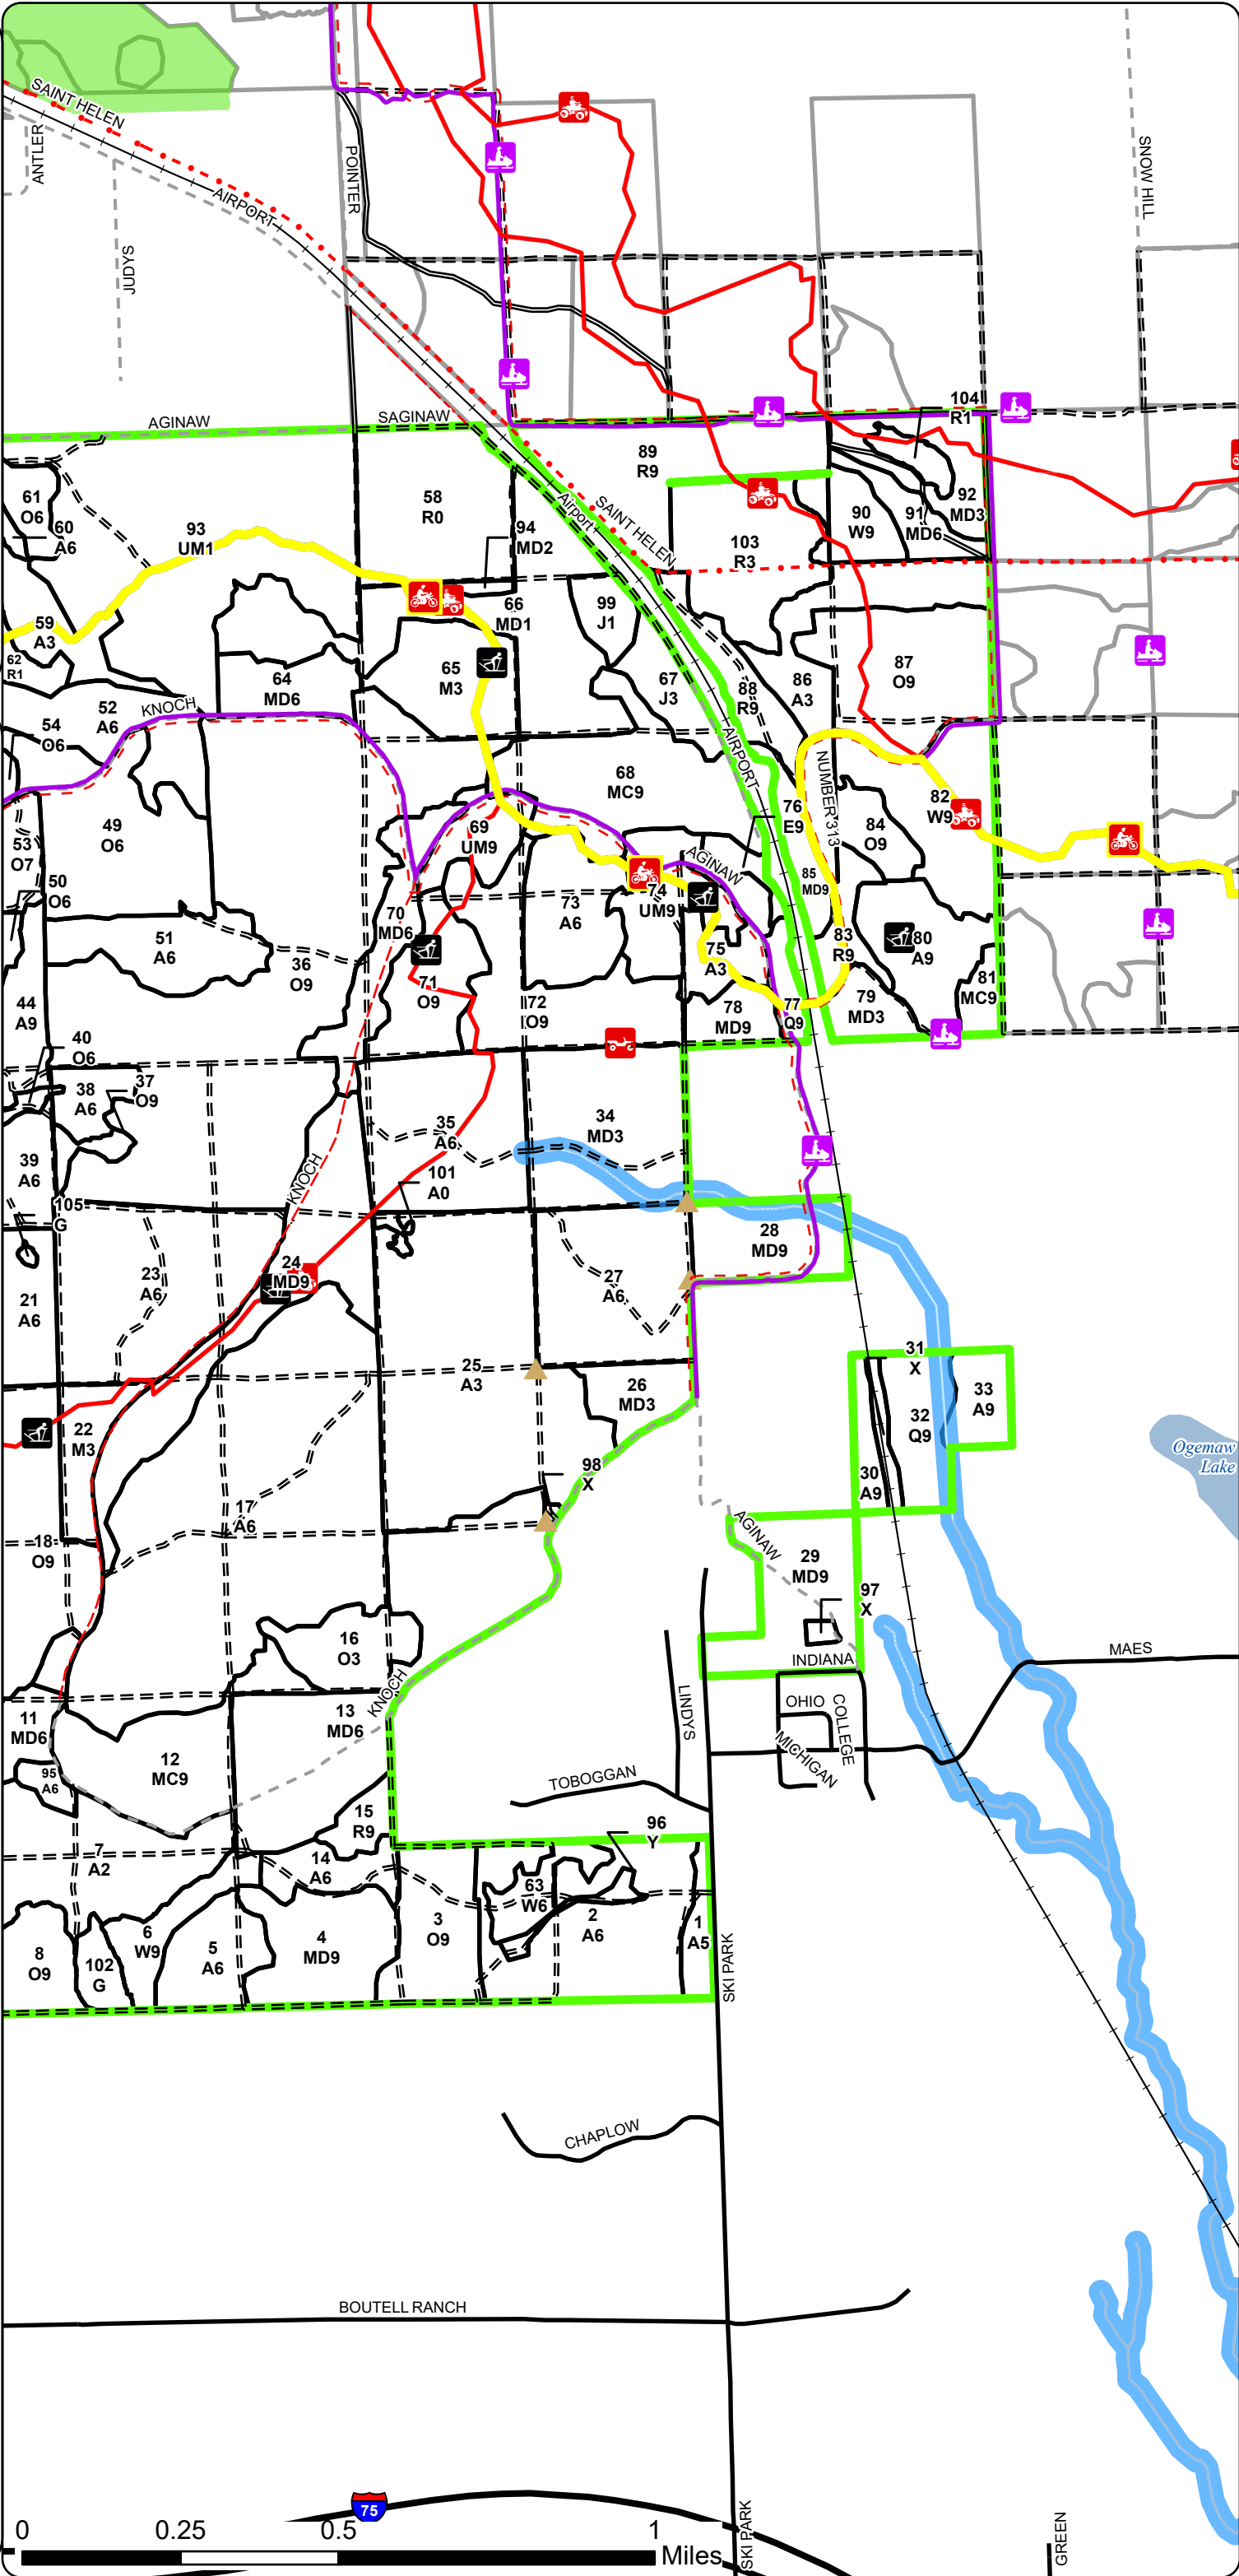 SAINT HELEN
ANTLER
AIRPORT
JUDYS
POINTER
SNOW HILL
AGINAW
SAGINAW
104
R1
89
R9
58
R0
61
O6
60
A6
93
UM1
94
MD2
Airport
SAINT HELEN
92
MD3
91
MD6
90
W9
103
R3
66
MD1
99
J1
59
A3
62
R1
64
MD6
65
M3
67
J3
88
R9
86
A3
87
O9
52
A6
KNOCH
54
O6
AIRPORT
NUMBER 313
68
MC9
82
W9
76
E9
84
O9
49
O6
53
O7
69
UM9
AGINAW
85
MD9
50
O6
74
UM9
73
A6
70
MD6
51
A6
36
O9
75
A3
83
R9
80
A9
81
MC9
71
O9
72
O9
78
MD9
77
Q9
79
MD3
44
A9
40
O6
38
A6
37
O9
35
A6
34
MD3
39
A6
101
A0
KNOCH
105
G
28
MD9
24
MD9
23
A6
27
A6
21
A6
25
A3
26
MD3
31
X
33
A9
32
Q9
22
M3
Ogemaw
Lake
98
X
30
A9
17
A6
AGINAW
18
O9
29
MD9
97
X
16
O3
INDIANA
MAES
KNOCH
LINDYS
OHIO
COLLEGE
MICHIGAN
11
MD6
13
MD6
12
MC9
95
A6
TOBOGGAN
15
R9
96
Y
7
A2
14
A6
63
W6
6
W9
5
A6
4
MD9
3
O9
2
A6
1
A5
8
O9
102
G
SKI PARK
CHAPLOW
BOUTELL RANCH
75
0
0.25
0.5
1
Miles
SKI PARK
GREEN